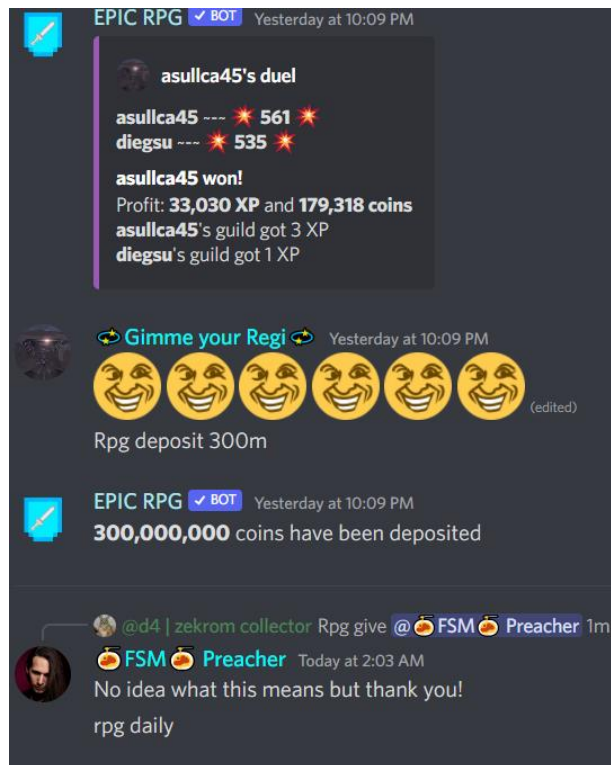 EPIC RPG ✓ BOT Yesterday at 10:09 PM
asullca45's duel
asullca45 --- 💥 561 💥
diegsu --- 💥 535 💥
asullca45 won!
Profit: 33,030 XP and 179,318 coins
asullca45's guild got 3 XP
diegsu's guild got 1 XP
Gimme your Regi Yesterday at 10:09 PM
(edited)
Rpg deposit 300m
EPIC RPG ✓ BOT Yesterday at 10:09 PM
300,000,000 coins have been deposited
@d4 | zekrom collector Rpg give @FSM Preacher 1m
FSM Preacher Today at 2:03 AM
No idea what this means but thank you!
rpg daily